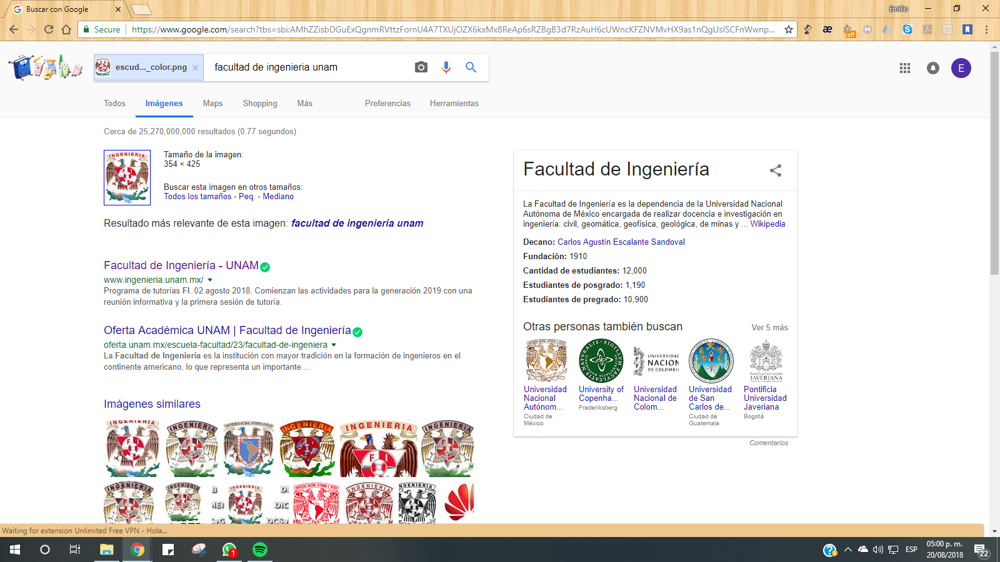 Buscar con Google
Emilio
Secure
https://www.google.com/search?tbs=sbi:AMhZZisbDGuExQgnmRVttzFornU4A7TXUjOZX6kxMx8ReAp6sRZBgB3d7RzAuH6cUWncKFZNVMvHX9as1nQgUslSCFnWwnp...
off
escud..._color.png
facultad de ingenieria unam
E
Todos
Imágenes
Maps
Shopping
Más
Preferencias
Herramientas
Cerca de 25,270,000,000 resultados (0.77 segundos)
INGENIERIA
Tamaño de la imagen:
354 × 425
Buscar esta imagen en otros tamaños:
Todos los tamaños - Peq. - Mediano
Resultado más relevante de esta imagen: facultad de ingenieria unam
Facultad de Ingeniería - UNAM
www.ingenieria.unam.mx/
Programa de tutorías FI. 02 agosto 2018. Comienzan las actividades para la generación 2019 con una
reunión informativa y la primera sesión de tutoría.
Oferta Académica UNAM | Facultad de Ingeniería
oferta.unam.mx/escuela-facultad/23/facultad-de-ingeniera
La Facultad de Ingeniería es la institución con mayor tradición en la formación de ingenieros en el
continente americano, lo que representa un importante ...
Imágenes similares
INGENIERIA
INGENIERIA
INGENIERIA
INGENIERIA
F I
INGENIERIA
INGENIERIA
INGENIERIA
INGENIERIA
INGENIERIA
Facultad de Ingeniería
La Facultad de Ingeniería es la dependencia de la Universidad Nacional
Autónoma de México encargada de realizar docencia e investigación en
ingeniería: civil, geomática, geofísica, geológica, de minas y ... Wikipedia
Decano: Carlos Agustín Escalante Sandoval
Fundación: 1910
Cantidad de estudiantes: 12,000
Estudiantes de posgrado: 1,190
Estudiantes de pregrado: 10,900
Otras personas también buscan
Ver 5 más
UNIVERSIDAD
NACION
DE COLOMBIA
Pontificia Universidad
JAVERIANA
Universidad
Nacional
Autónom...
Ciudad de
México
University of
Copenha...
Frederiksberg
Universidad
Nacional de
Colom...
Universidad
de San
Carlos de...
Ciudad de
Guatemala
Pontificia
Universidad
Javeriana
Bogotá
Comentarios
Waiting for extension Unlimited Free VPN - Hola...
1
ESP
05:00 p. m.
20/08/2018
22